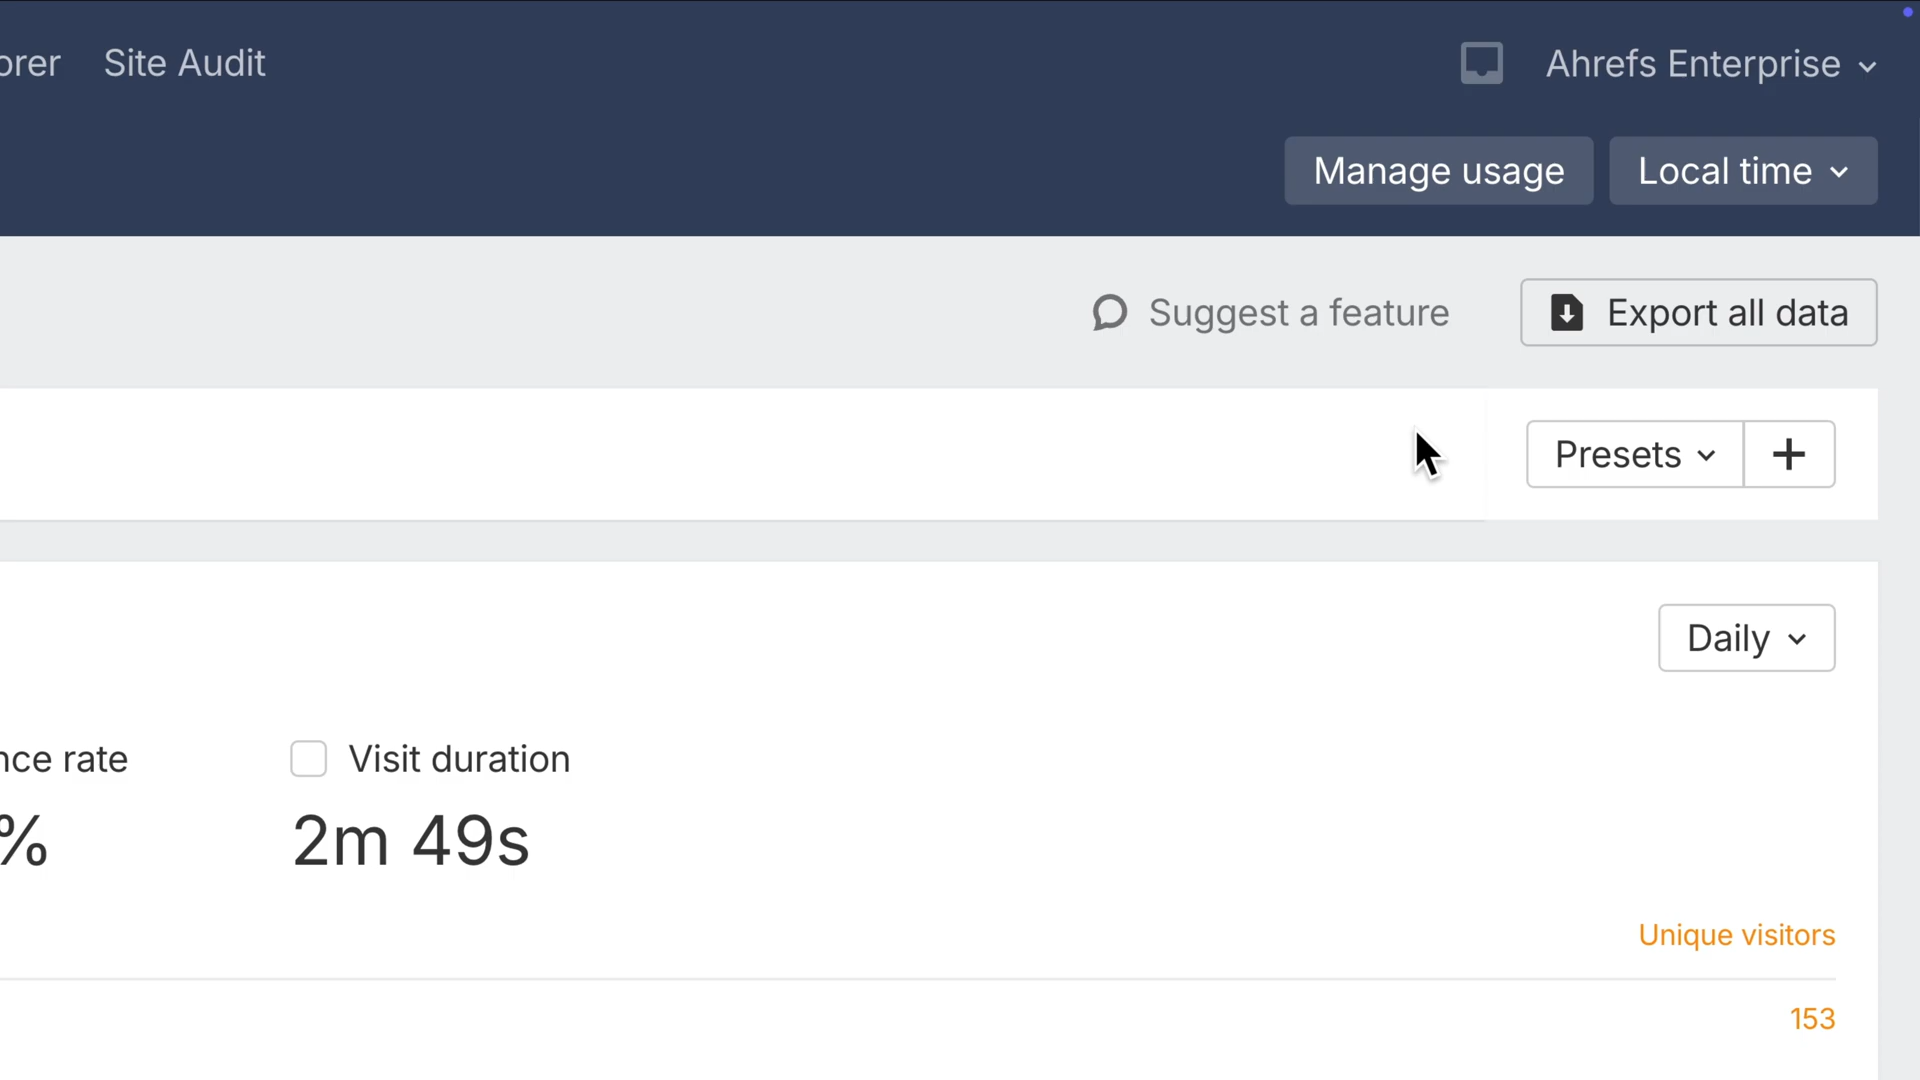 orer Site Audit Ahrefs Enterprise
Manage usage Local time
Suggest a feature Export all data
Presets +
Daily
nce rate Visit duration
% 2m 49s
Unique visitors
153